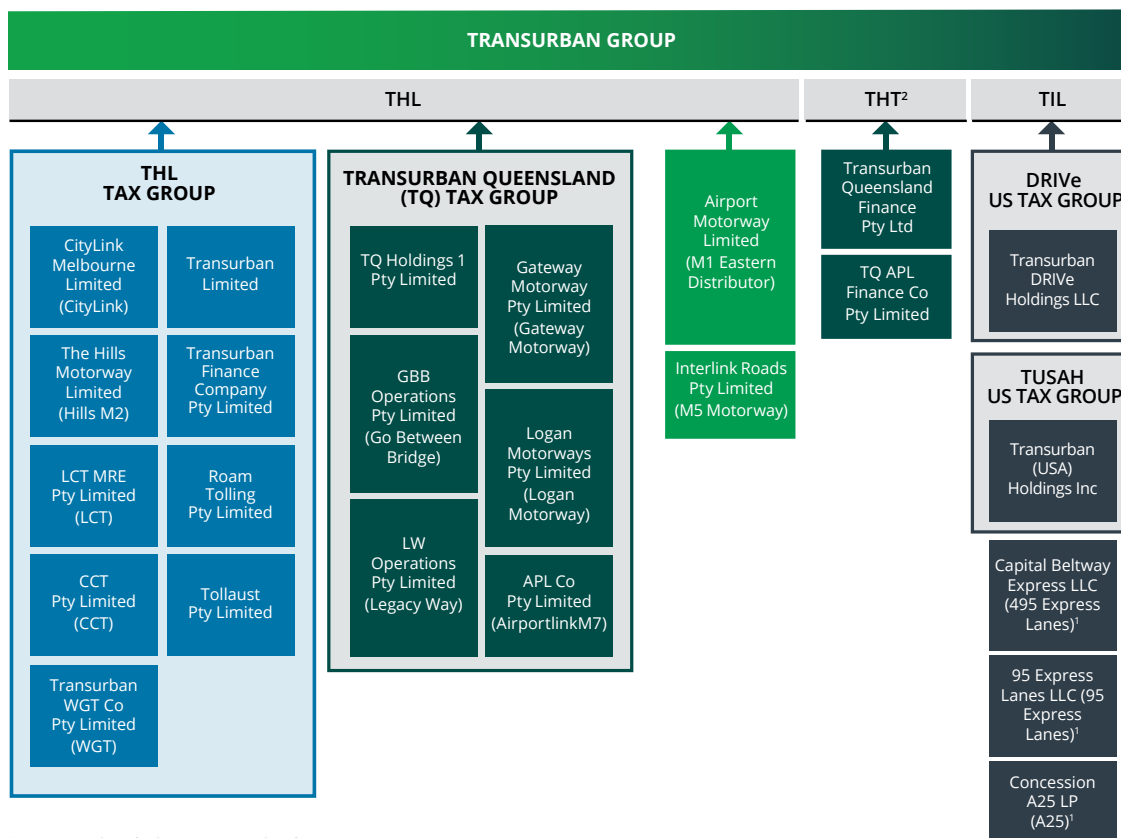 TRANSURBAN GROUP
THL
THT²
TIL
THL
TAX GROUP
CityLink
Melbourne
Limited
(CityLink)
Transurban
Limited
The Hills
Motorway
Limited
(Hills M2)
Transurban
Finance
Company
Pty Limited
LCT MRE
Pty Limited
(LCT)
Roam
Tolling
Pty Limited
CCT
Pty Limited
(CCT)
Tollaust
Pty Limited
Transurban
WGT Co
Pty Limited
(WGT)
TRANSURBAN QUEENSLAND
(TQ) TAX GROUP
TQ Holdings 1
Pty Limited
GBB
Operations
Pty Limited
(Go Between
Bridge)
LW
Operations
Pty Limited
(Legacy Way)
Gateway
Motorway
Pty Limited
(Gateway
Motorway)
Logan
Motorways
Pty Limited
(Logan
Motorway)
APL Co
Pty Limited
(AirportlinkM7)
Airport
Motorway
Limited
(M1 Eastern
Distributor)
Interlink Roads
Pty Limited
(M5 Motorway)
Transurban
Queensland
Finance
Pty Ltd
TQ APL
Finance Co
Pty Limited
DRIVe
US TAX GROUP
Transurban
DRIVe
Holdings LLC
TUSAH
US TAX GROUP
Transurban
(USA)
Holdings Inc
Capital Beltway
Express LLC
(495 Express
Lanes)¹
95 Express
Lanes LLC (95
Express
Lanes)¹
Concession
A25 LP
(A25)¹